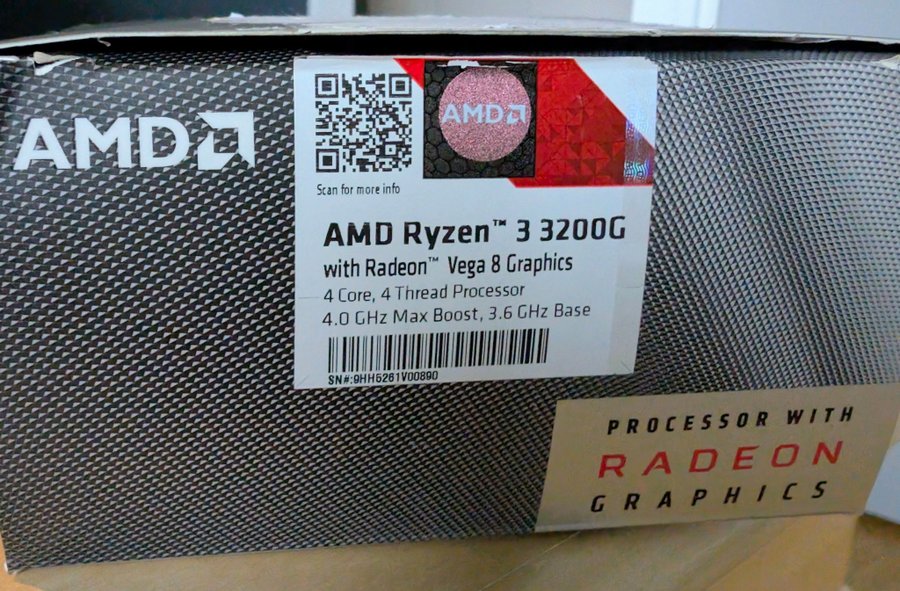 AMD
AMD
Scan for more info
AMD Ryzen™ 3 3200G
with Radeon™ Vega 8 Graphics
4 Core, 4 Thread Processor
4.0 GHz Max Boost, 3.6 GHz Base
SN#:9HH5261V00890
PROCESSOR WITH
RADEON
GRAPHICS